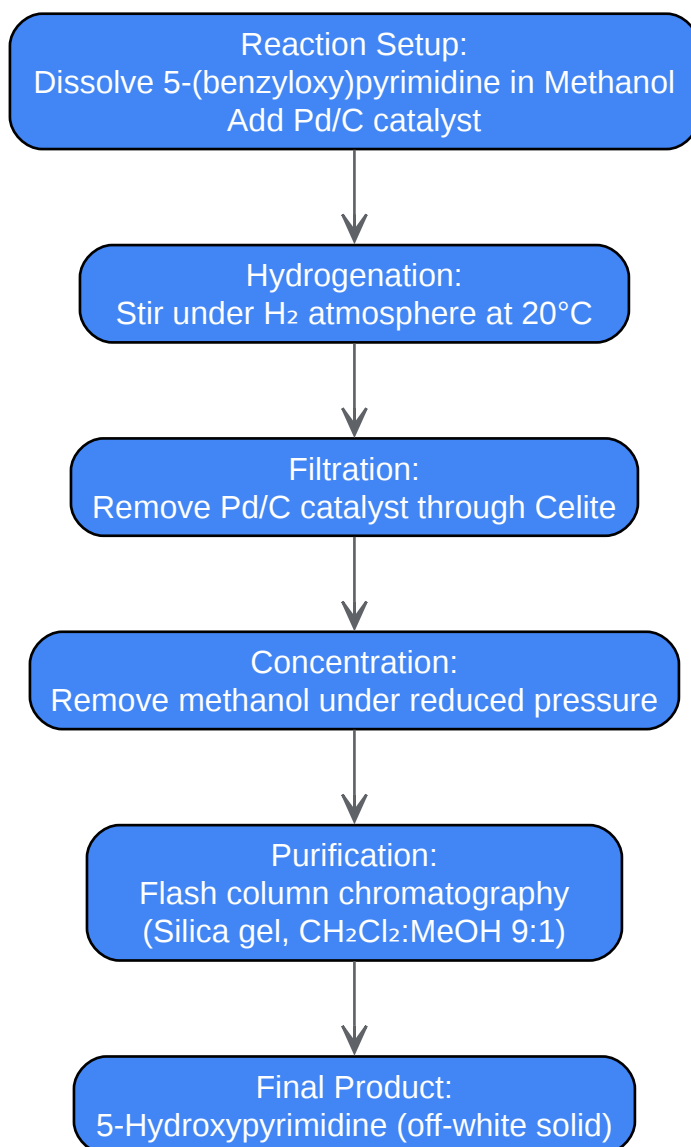 Reaction Setup:
Dissolve 5-(benzyloxy)pyrimidine in Methanol
Add Pd/C catalyst
Hydrogenation:
Stir under H₂ atmosphere at 20°C
Filtration:
Remove Pd/C catalyst through Celite
Concentration:
Remove methanol under reduced pressure
Purification:
Flash column chromatography
(Silica gel, CH₂Cl₂:MeOH 9:1)
Final Product:
5-Hydroxypyrimidine (off-white solid)